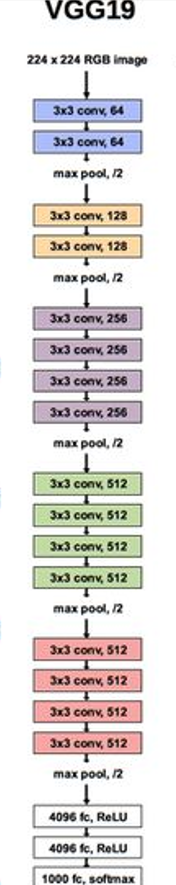 VGG19
224 x 224 RGB image
3x3 conv, 64
3x3 conv, 64
max pool, /2
3x3 conv, 128
3x3 conv, 128
max pool, /2
3x3 conv, 256
3x3 conv, 256
3x3 conv, 256
3x3 conv, 256
max pool, /2
3x3 conv, 512
3x3 conv, 512
3x3 conv, 512
3x3 conv, 512
max pool, /2
3x3 conv, 512
3x3 conv, 512
3x3 conv, 512
3x3 conv, 512
max pool, /2
4096 fc, ReLU
4096 fc, ReLU
1000 fc, softmax